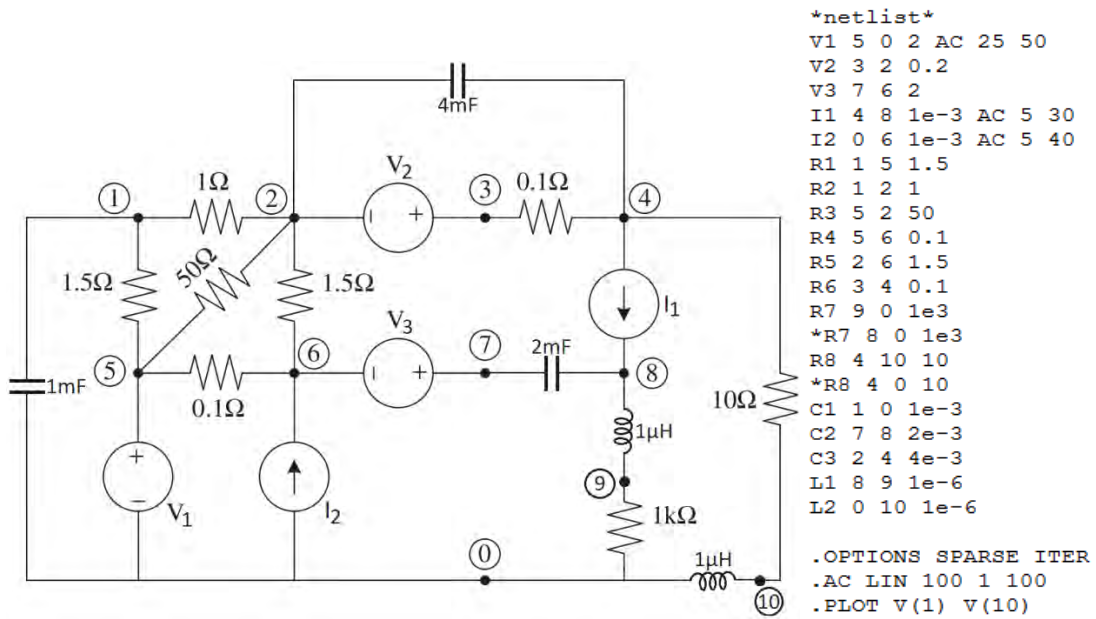 4mF
V2
1Ω
0.1Ω
1 2 3 4
- +
1.5Ω 50Ω 1.5Ω
I1
V3
2mF
5 6 7 8
- +
1mF
0.1Ω
10Ω
1μH
+
-
V1
I2
9
1kΩ
0
1μH
10
*netlist*
V1 5 0 2 AC 25 50
V2 3 2 0.2
V3 7 6 2
I1 4 8 1e-3 AC 5 30
I2 0 6 1e-3 AC 5 40
R1 1 5 1.5
R2 1 2 1
R3 5 2 50
R4 5 6 0.1
R5 2 6 1.5
R6 3 4 0.1
R7 9 0 1e3
*R7 8 0 1e3
R8 4 10 10
*R8 4 0 10
C1 1 0 1e-3
C2 7 8 2e-3
C3 2 4 4e-3
L1 8 9 1e-6
L2 0 10 1e-6
.OPTIONS SPARSE ITER
.AC LIN 100 1 100
.PLOT V(1) V(10)